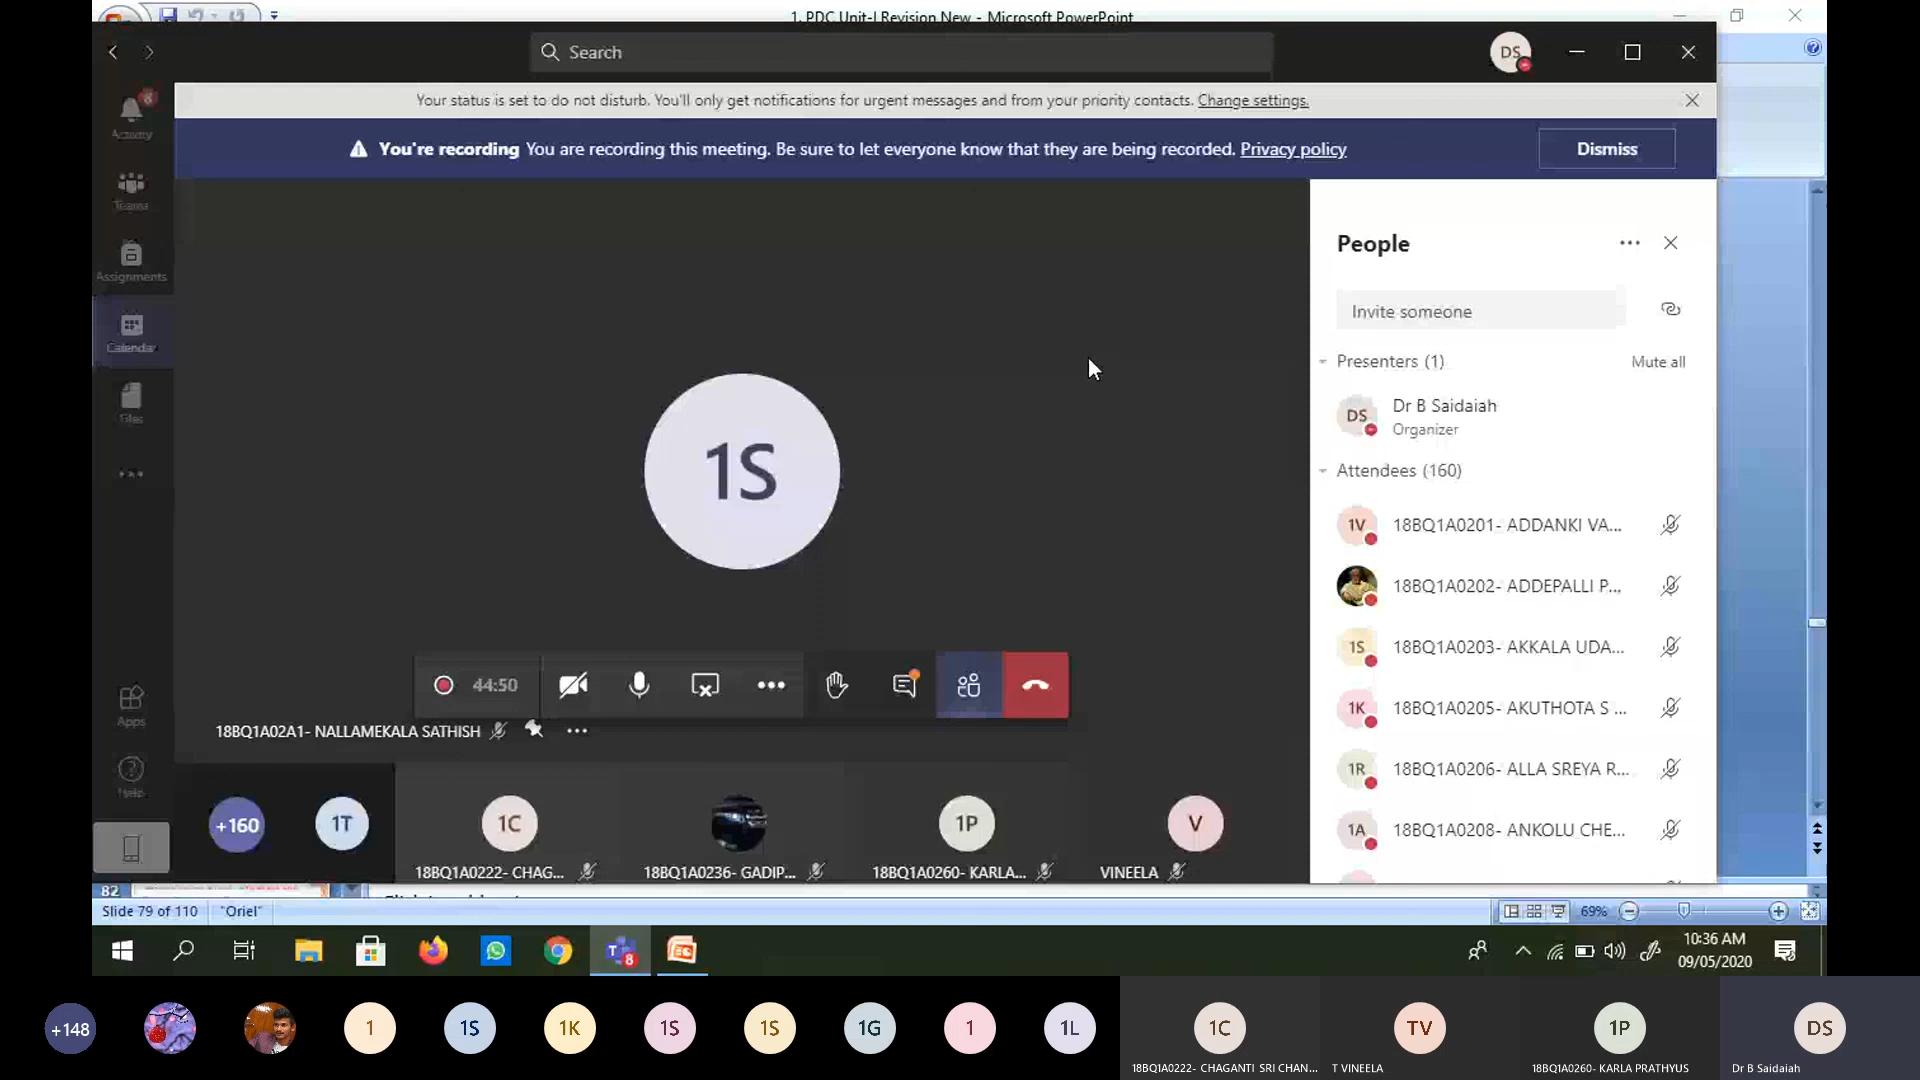 1. PDC Unit-I Revision New - Microsoft PowerPoint
Search
DS
Your status is set to do not disturb. You'll only get notifications for urgent messages and from your priority contacts. Change settings.
8
Activity
You're recording You are recording this meeting. Be sure to let everyone know that they are being recorded. Privacy policy
Dismiss
Teams
Assignments
Calendar
Files
Apps
Help
1S
44:50
18BQ1A02A1- NALLAMEKALA SATHISH
+160
1T
1C
1P
V
18BQ1A0222- CHAG...
18BQ1A0236- GADIP...
18BQ1A0260- KARLA...
VINEELA
People
Invite someone
Presenters (1)
Mute all
DS
Dr B Saidaiah
Organizer
Attendees (160)
1V
18BQ1A0201- ADDANKI VA...
18BQ1A0202- ADDEPALLI P...
1S
18BQ1A0203- AKKALA UDA...
1K
18BQ1A0205- AKUTHOTA S ...
1R
18BQ1A0206- ALLA SREYA R...
1A
18BQ1A0208- ANKOLU CHE...
82
Slide 79 of 110
"Oriel"
69%
8
10:36 AM
09/05/2020
+148
1
1S
1K
1S
1S
1G
1
1L
1C
TV
1P
DS
18BQ1A0222- CHAGANTI SRI CHAN...
T VINEELA
18BQ1A0260- KARLA PRATHYUS
Dr B Saidaiah